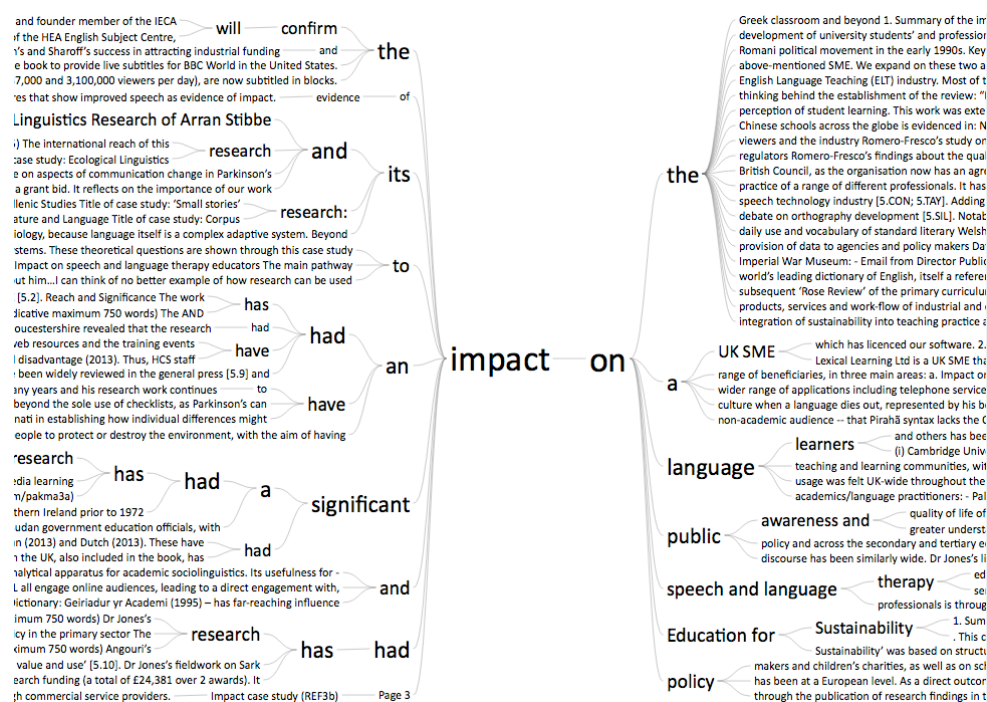 and founder member of the IECA
will
confirm
of the HEA English Subject Centre,
n's and Sharoff's success in attracting industrial funding
and
the
e book to provide live subtitles for BBC World in the United States.
7,000 and 3,100,000 viewers per day), are now subtitled in blocks.
res that show improved speech as evidence of impact.
evidence
of
Linguistics Research of Arran Stibbe
) The international reach of this
research
and
case study: Ecological Linguistics
e on aspects of communication change in Parkinson's
a grant bid. It reflects on the importance of our work
its
llenic Studies Title of case study: 'Small stories'
research:
ature and Language Title of case study: Corpus
iology, because language itself is a complex adaptive system. Beyond
stems. These theoretical questions are shown through this case study
Impact on speech and language therapy educators The main pathway
to
ut him...I can think of no better example of how research can be used
[5.2]. Reach and Significance The work
has
dicative maximum 750 words) The AND
oucestershire revealed that the research
had
had
veb resources and the training events
have
l disadvantage (2013). Thus, HCS staff
been widely reviewed in the general press [5.9] and
an
any years and his research work continues
to
beyond the sole use of checklists, as Parkinson's can
have
nati in establishing how individual differences might
eople to protect or destroy the environment, with the aim of having
research
has
had
a
edia learning
m/pakma3a)
thern Ireland prior to 1972
significant
udan government education officials, with
n (2013) and Dutch (2013). These have
had
n the UK, also included in the book, has
nalytical apparatus for academic sociolinguistics. Its usefulness for -
L all engage online audiences, leading to a direct engagement with,
and
ictionary: Geiriadur yr Academi (1995) – has far-reaching influence
imum 750 words) Dr Jones's
research
icy in the primary sector The
ximum 750 words) Angouri's
has
had
value and use' [5.10]. Dr Jones's fieldwork on Sark
earch funding (a total of £24,381 over 2 awards). It
h commercial service providers.
Impact case study (REF3b)
Page 3
impact
on
Greek classroom and beyond 1. Summary of the im
development of university students' and profession
Romani political movement in the early 1990s. Key
above-mentioned SME. We expand on these two a
English Language Teaching (ELT) industry. Most of t
thinking behind the establishment of the review: "I
perception of student learning. This work was exte
Chinese schools across the globe is evidenced in: N
viewers and the industry Romero-Fresco's study on
regulators Romero-Fresco's findings about the qual
the
British Council, as the organisation now has an agre
practice of a range of different professionals. It has
speech technology industry [5.CON; 5.TAY]. Adding
debate on orthography development [5.SIL]. Notab
daily use and vocabulary of standard literary Welsh
provision of data to agencies and policy makers Da
Imperial War Museum: - Email from Director Public
world's leading dictionary of English, itself a refere
subsequent 'Rose Review' of the primary curriculum
products, services and work-flow of industrial and
integration of sustainability into teaching practice a
UK SME
which has licenced our software. 2.
Lexical Learning Ltd is a UK SME tha
a
range of beneficiaries, in three main areas: a. Impact or
wider range of applications including telephone service
culture when a language dies out, represented by his b
non-academic audience -- that Pirahã syntax lacks the C
language
learners
and others has bee
(i) Cambridge Univ
teaching and learning communities, wit
usage was felt UK-wide throughout the
academics/language practitioners: - Pal
public
awareness and
quality of life of
greater underst
policy and across the secondary and tertiary e
discourse has been similarly wide. Dr Jones's li
speech and language
therapy
ed
se
professionals is throug
Education for
Sustainability
1. Sum
. This c
Sustainability' was based on structu
policy
makers and children's charities, as well as on sch
has been at a European level. As a direct outcor
through the publication of research findings in t